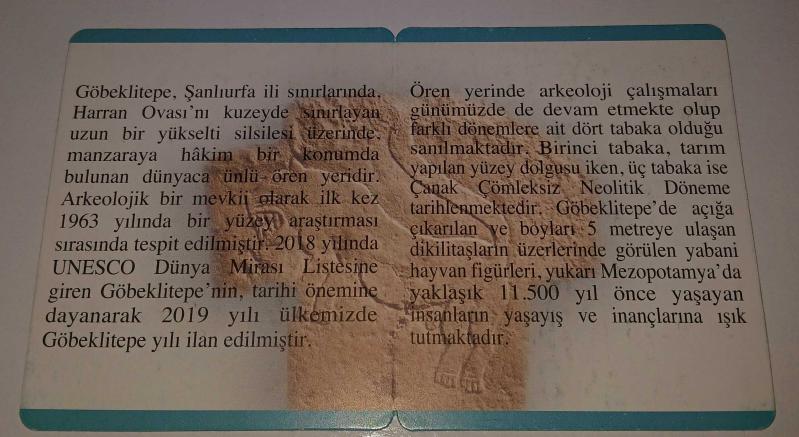 Göbeklitepe, Şanlıurfa ili sınırlarında,
Harran Ovası'nı kuzeyde sınırlayan
uzun bir yükselti silsilesi üzerinde,
manzaraya hâkim bir konumda
bulunan dünyaca ünlü ören yeridir.
Arkeolojik bir mevkii olarak ilk kez
1963 yılında bir yüzey araştırması
sırasında tespit edilmiştir. 2018 yılında
UNESCO Dünya Mirası Listesine
giren Göbeklitepe'nin, tarihi önemine
dayanarak 2019 yılı ülkemizde
Göbeklitepe yılı ilan edilmiştir.
Ören yerinde arkeoloji çalışmaları
günümüzde de devam etmekte olup
farklı dönemlere ait dört tabaka olduğu
sanılmaktadır. Birinci tabaka, tarım
yapılan yüzey dolgusu iken, üç tabaka ise
Çanak Çömleksiz Neolitik Döneme
tarihlenmektedir. Göbeklitepe'de açığa
çıkarılan ve boyları 5 metreye ulaşan
dikilitaşların üzerlerinde görülen yabani
hayvan figürleri, yukarı Mezopotamya'da
yaklaşık 11.500 yıl önce yaşayan
insanların yaşayış ve inançlarına ışık
tutmaktadır.